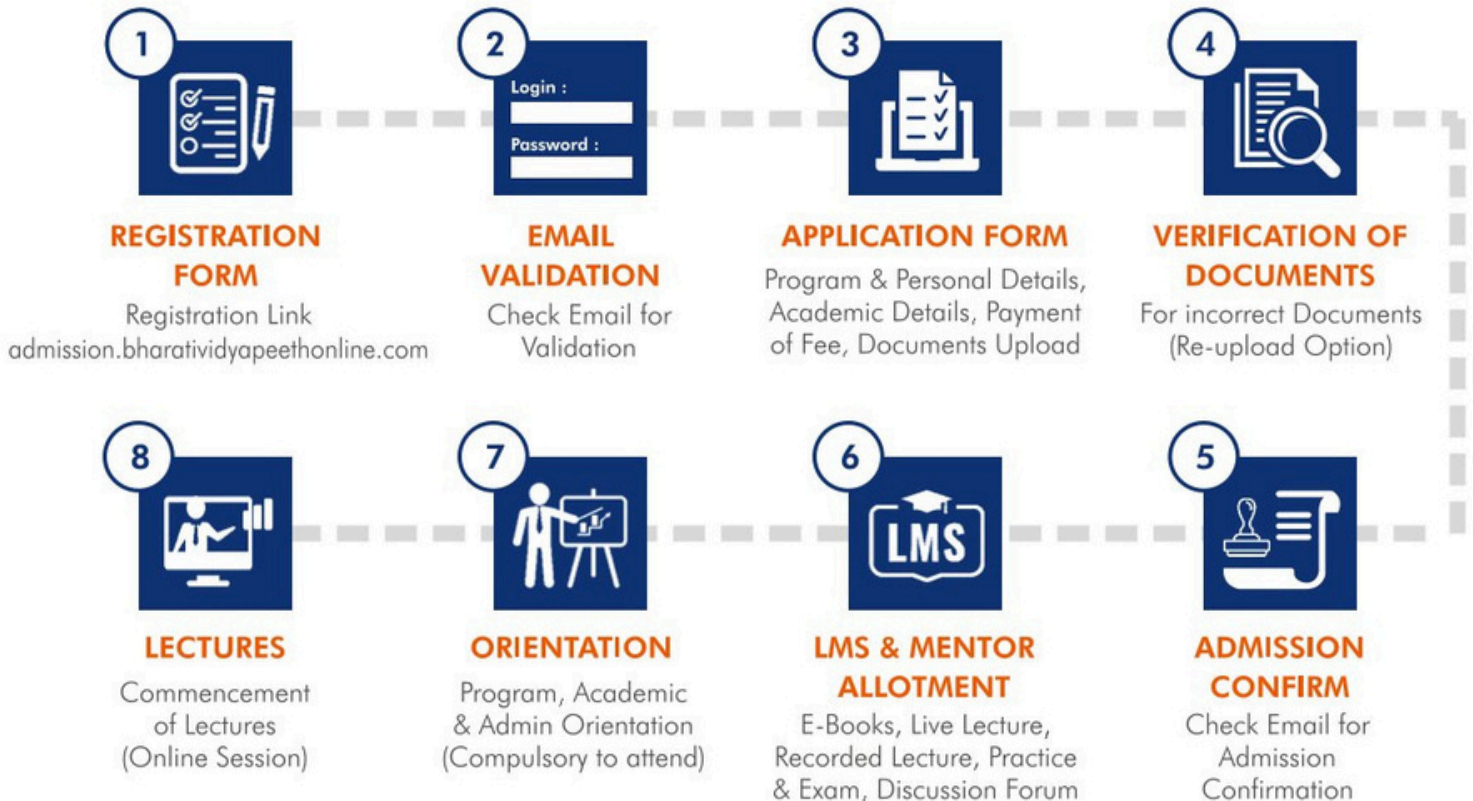 1
REGISTRATION
FORM
Registration Link
admission.bharatividyapeethonline.com
2
Login :
Password :
EMAIL
VALIDATION
Check Email for
Validation
3
APPLICATION FORM
Program & Personal Details,
Academic Details, Payment
of Fee, Documents Upload
4
VERIFICATION OF
DOCUMENTS
For incorrect Documents
(Re-upload Option)
5
ADMISSION
CONFIRM
Check Email for
Admission
Confirmation
6
LMS
LMS & MENTOR
ALLOTMENT
E-Books, Live Lecture,
Recorded Lecture, Practice
& Exam, Discussion Forum
7
ORIENTATION
Program, Academic
& Admin Orientation
(Compulsory to attend)
8
LECTURES
Commencement
of Lectures
(Online Session)